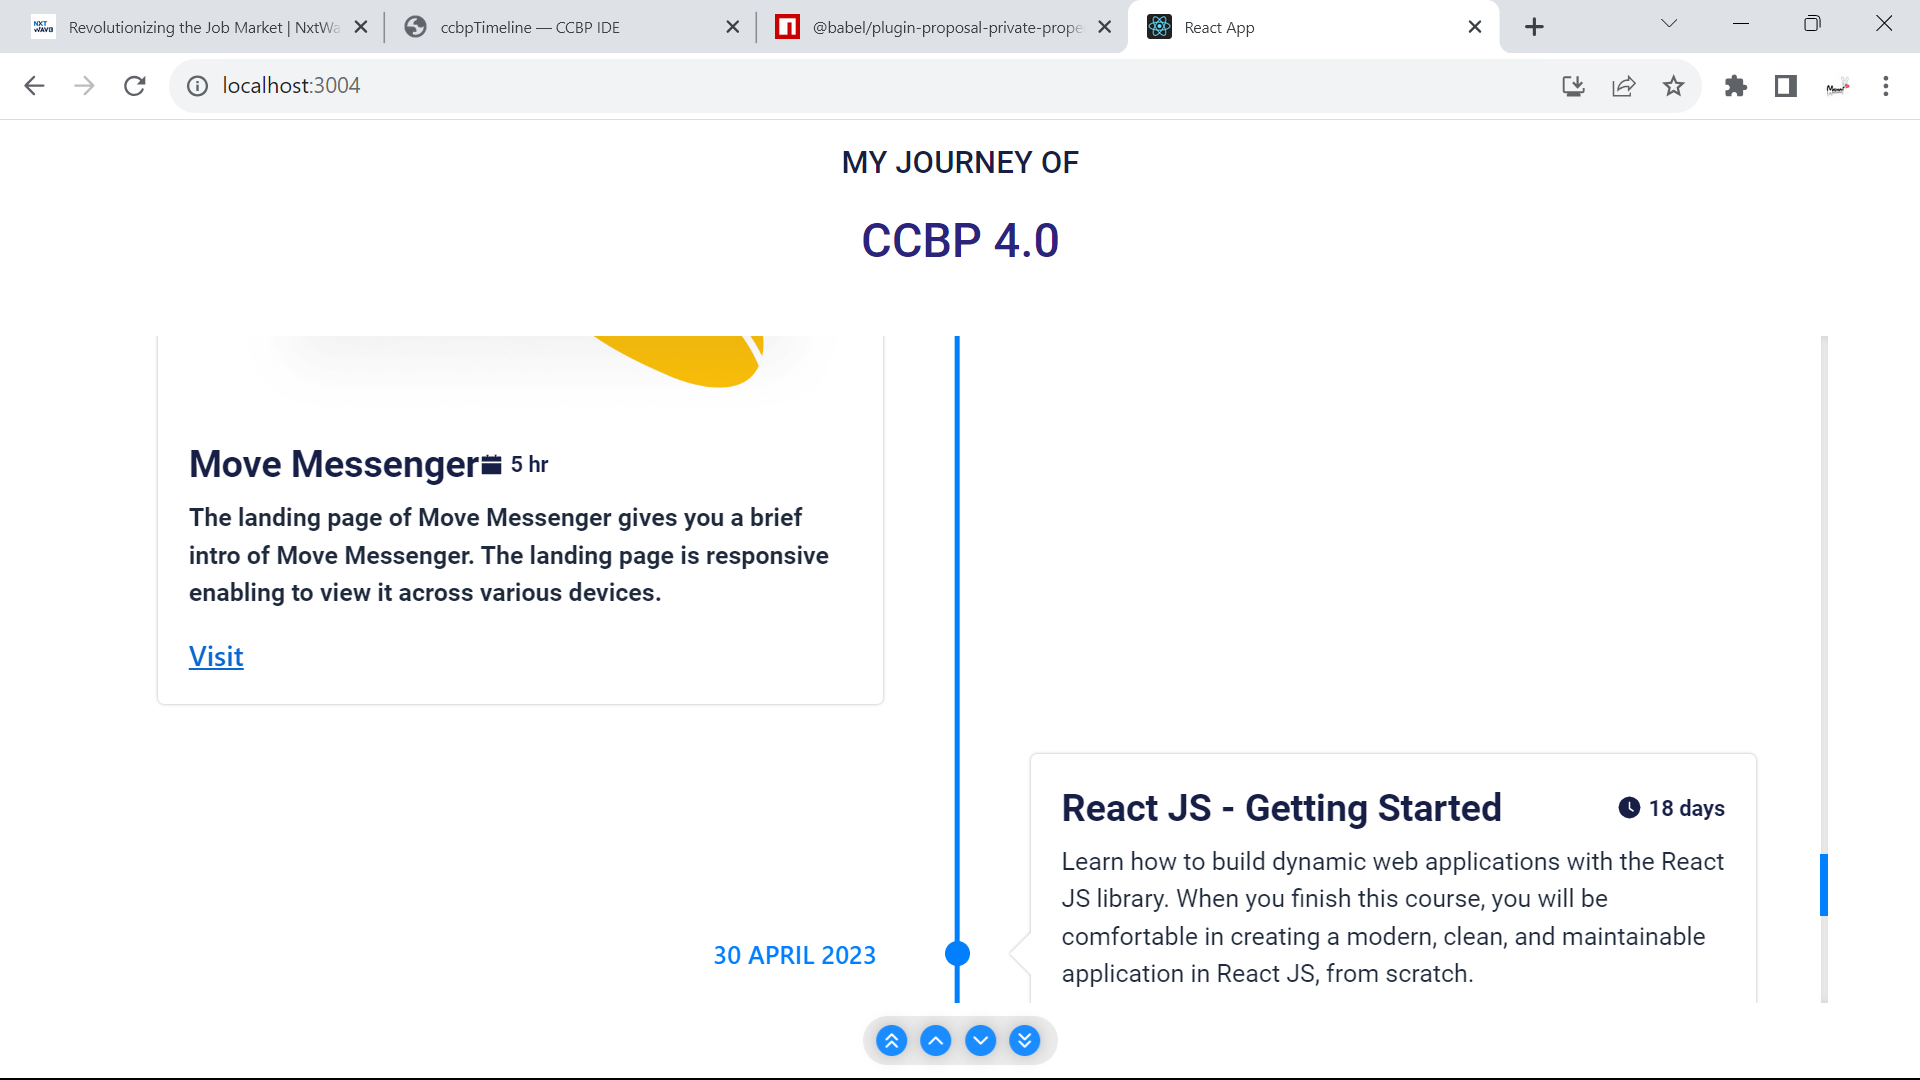 Revolutionizing the Job Market | NxtWa
ccbpTimeline — CCBP IDE
@babel/plugin-proposal-private-prope
React App
localhost:3004
MY JOURNEY OF
CCBP 4.0
Move Messenger 5 hr
The landing page of Move Messenger gives you a brief
intro of Move Messenger. The landing page is responsive
enabling to view it across various devices.
Visit
React JS - Getting Started 18 days
Learn how to build dynamic web applications with the React
JS library. When you finish this course, you will be
comfortable in creating a modern, clean, and maintainable
application in React JS, from scratch.
30 APRIL 2023